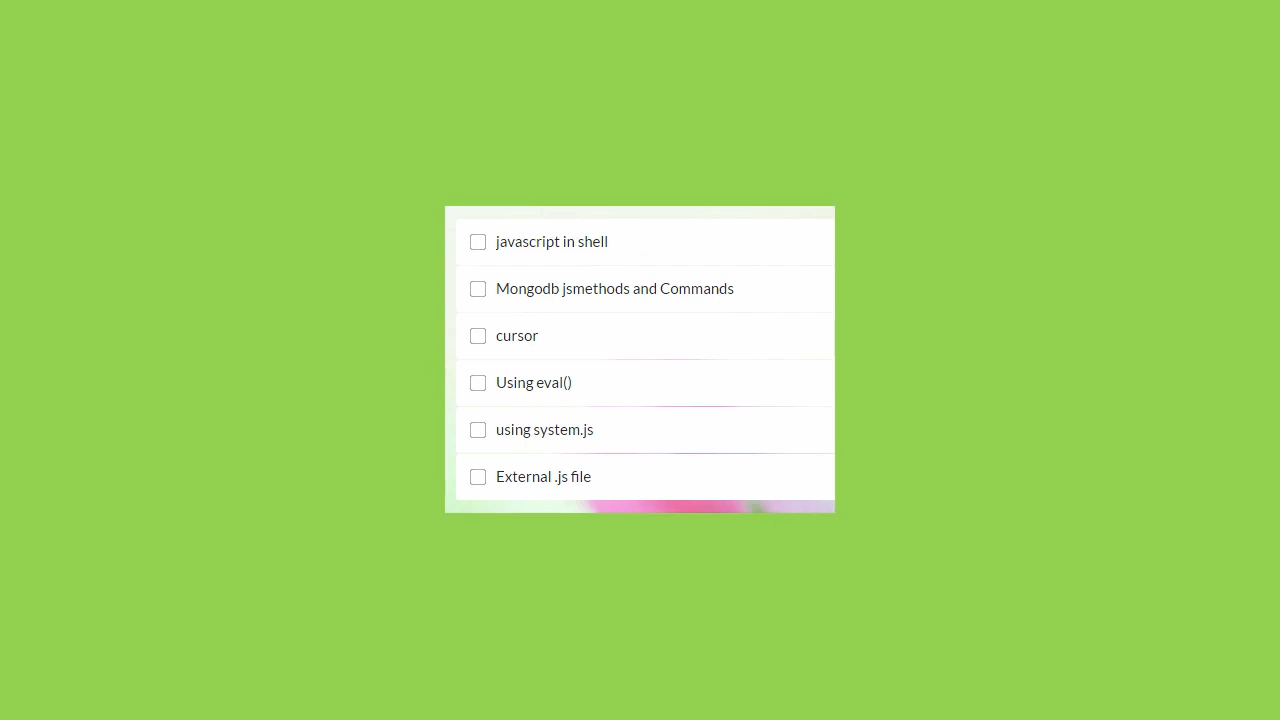 javascript in shell
Mongodb jsmethods and Commands
cursor
Using eval()
using system.js
External .js file